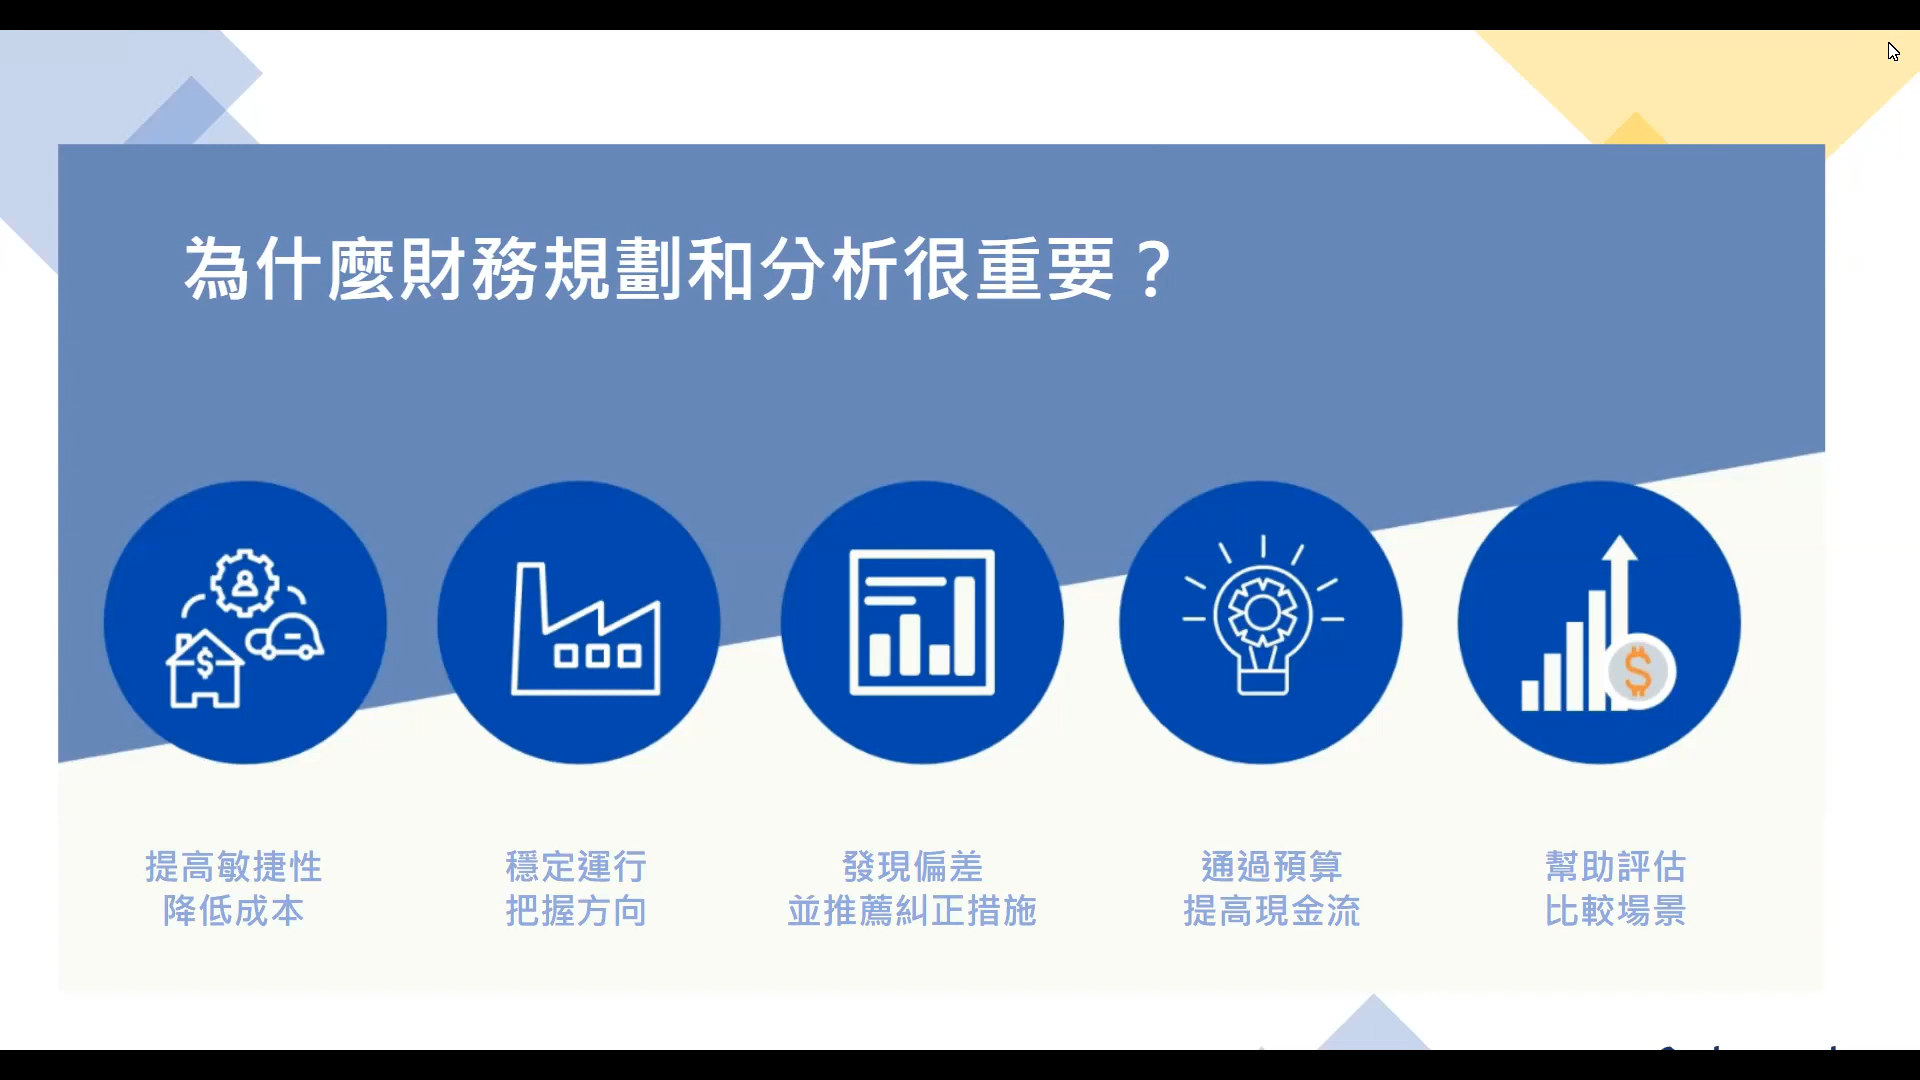 為什麼財務規劃和分析很重要？
提高敏捷性
降低成本
穩定運行
把握方向
發現偏差
並推薦糾正措施
通過預算
提高現金流
幫助評估
比較場景